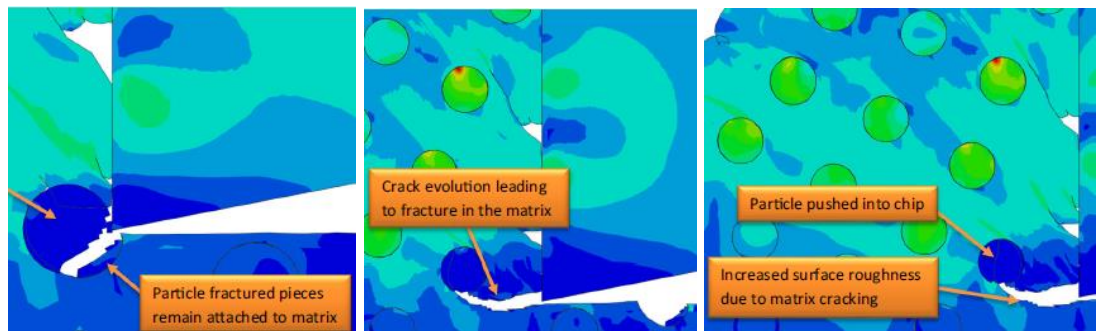 Particle fractured pieces
remain attached to matrix
Crack evolution leading
to fracture in the matrix
Particle pushed into chip
Increased surface roughness
due to matrix cracking